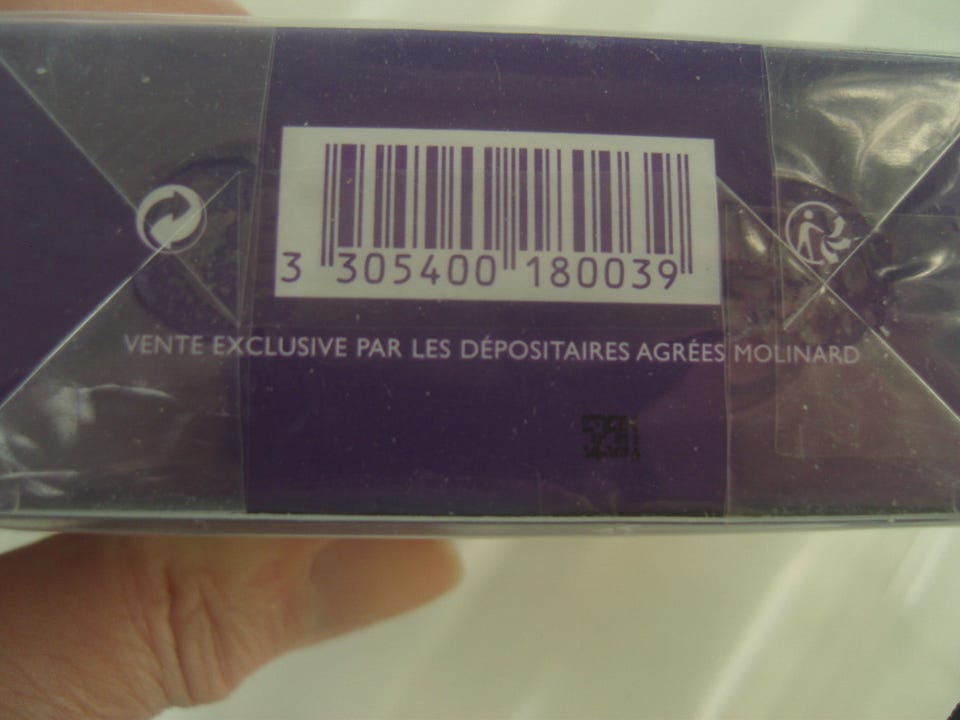 3 305400 180039
VENTE EXCLUSIVE PAR LES DÉPOSITAIRES AGRÉES MOLINARD